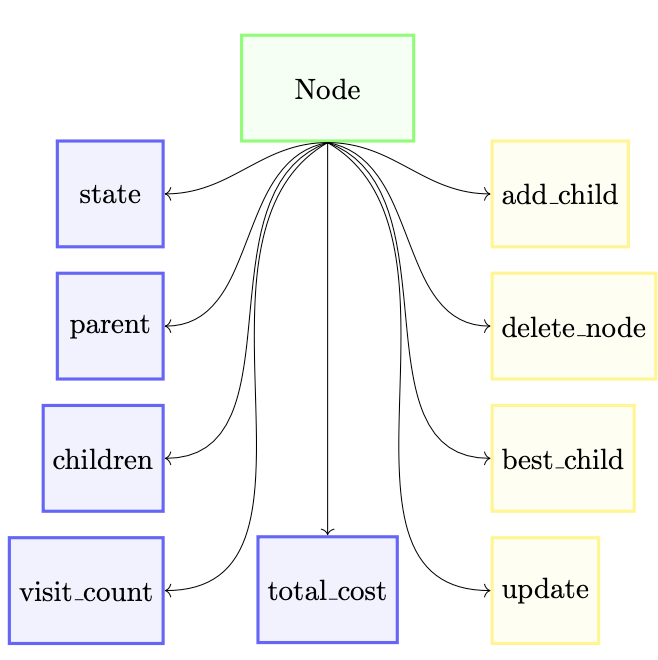 Node
state
add_child
parent
delete_node
children
best_child
visit_count
total_cost
update